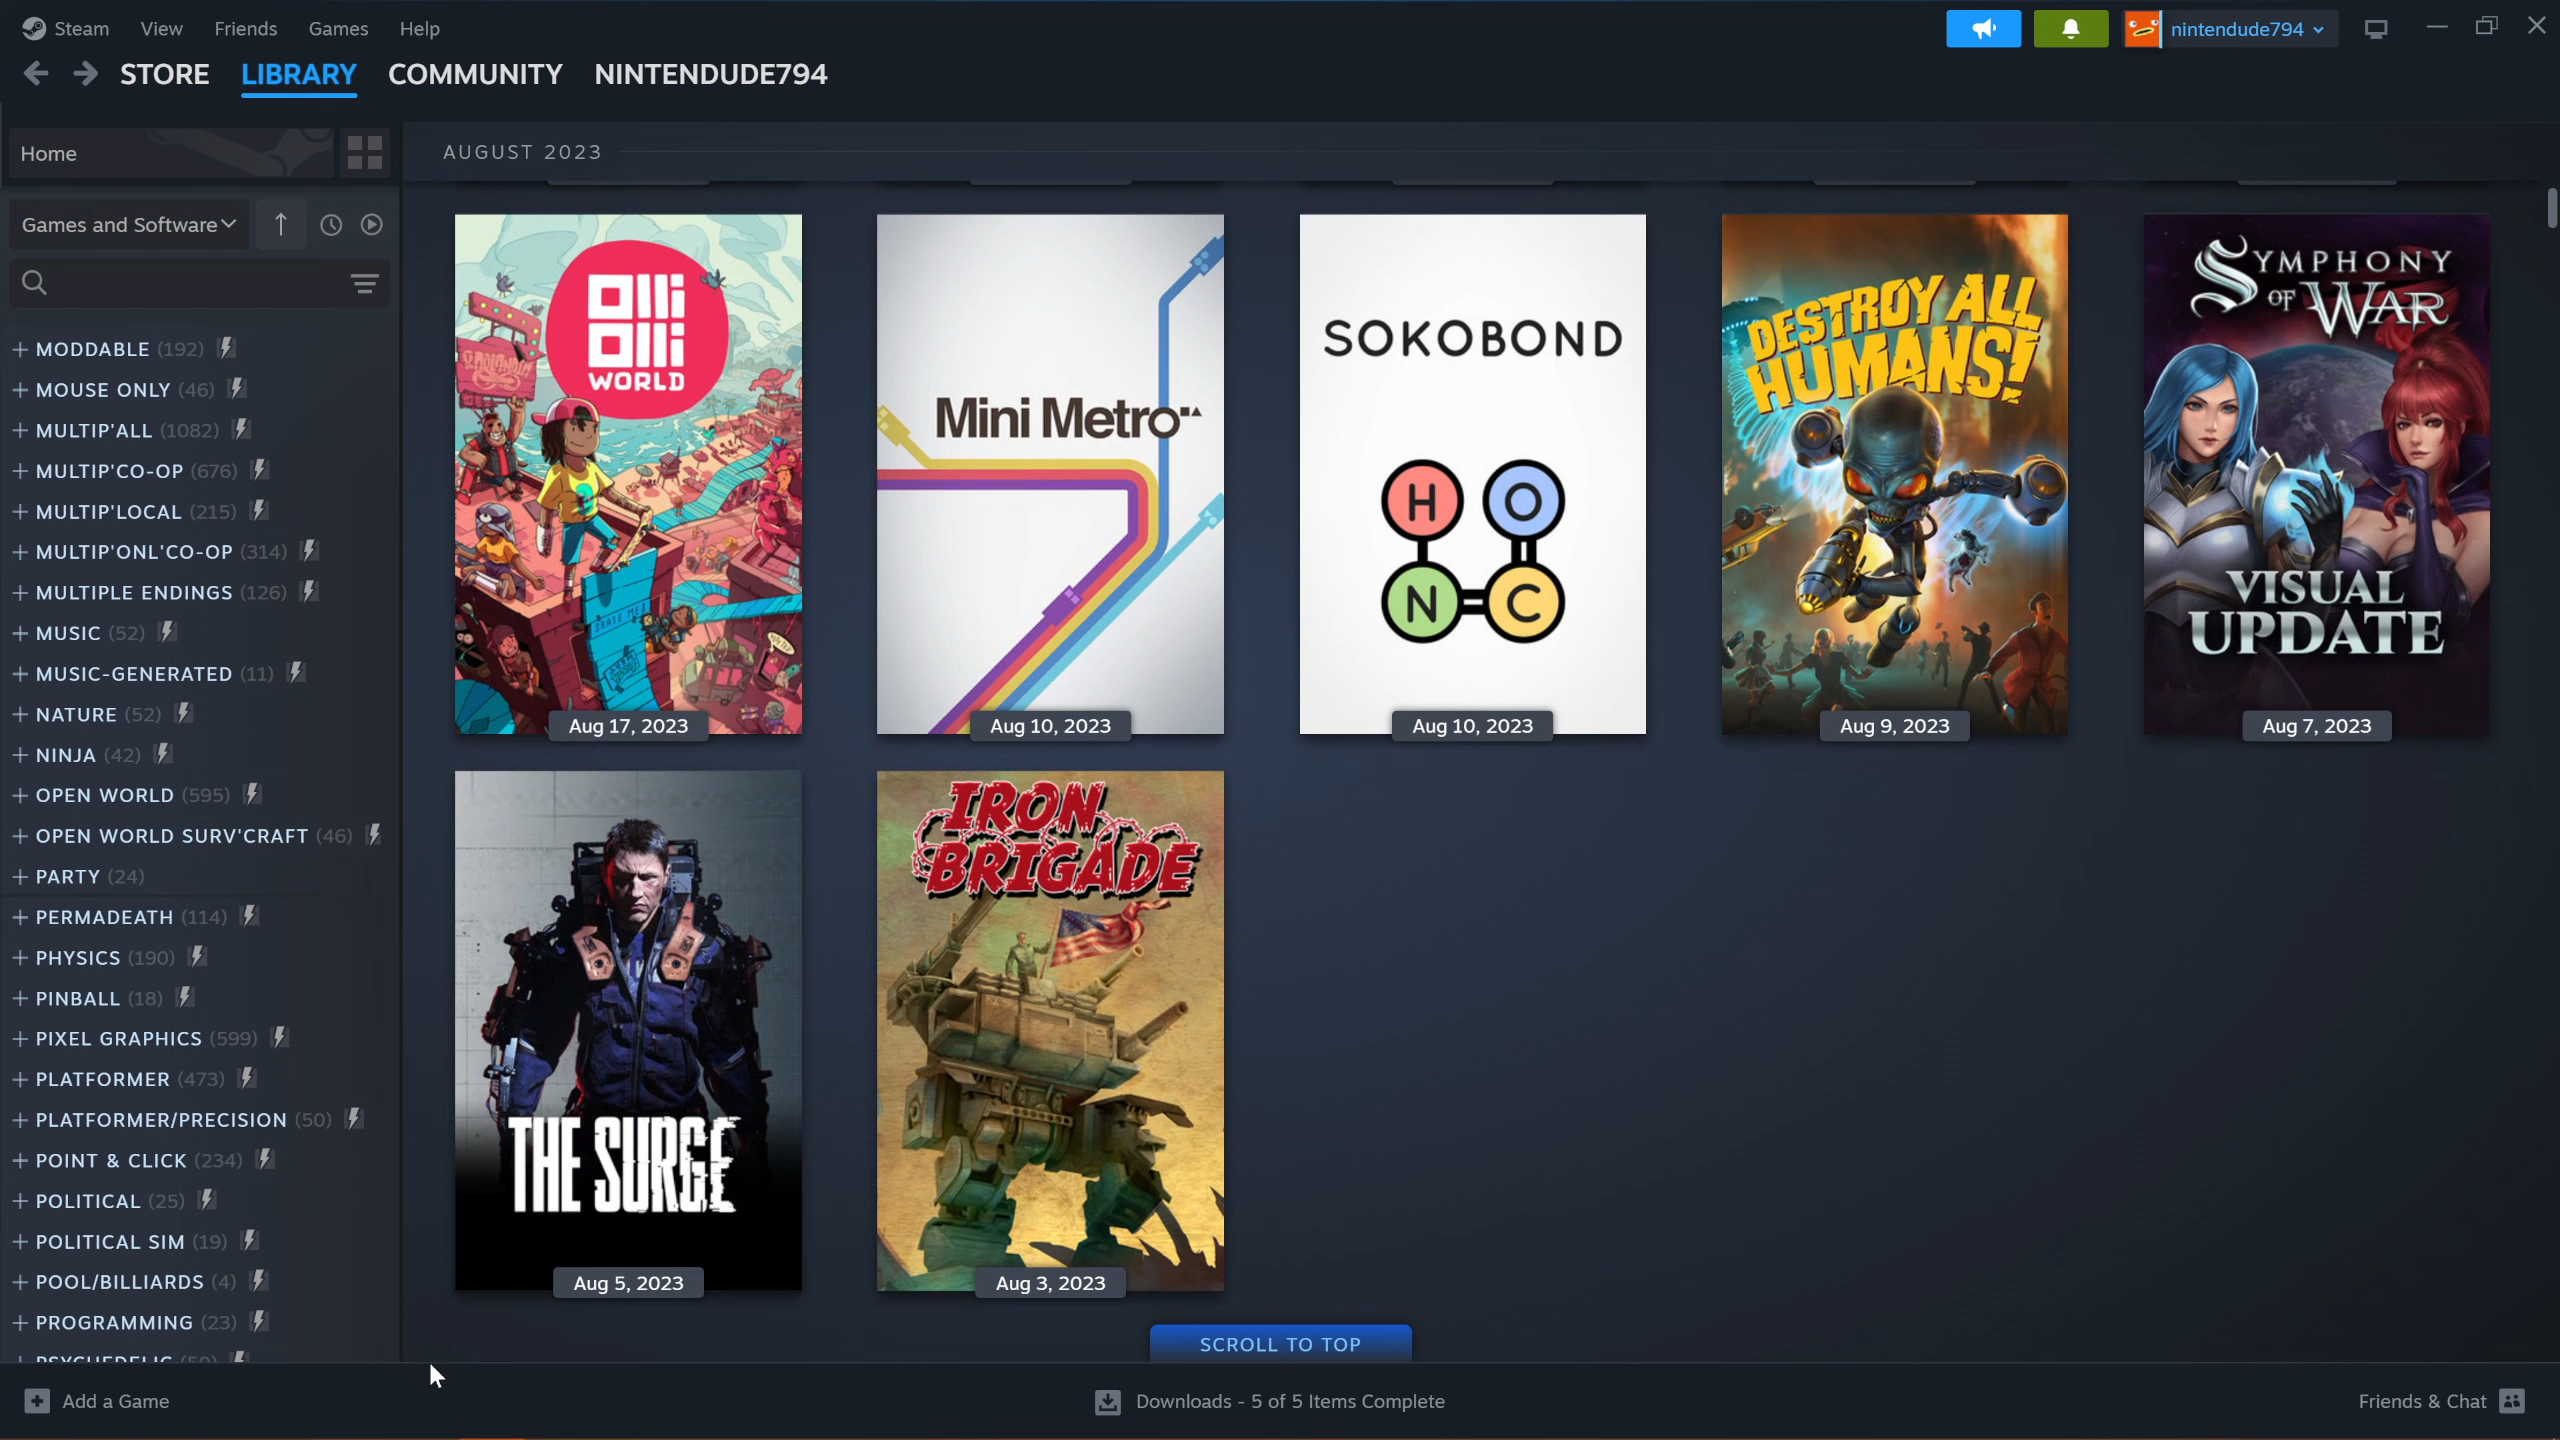 Steam View Friends Games Help
nintendude794
STORE LIBRARY COMMUNITY NINTENDUDE794
Home
AUGUST 2023
Games and Software
+ MODDABLE (192)
+ MOUSE ONLY (46)
+ MULTIP'ALL (1082)
+ MULTIP'CO-OP (676)
+ MULTIP'LOCAL (215)
+ MULTIP'ONL'CO-OP (314)
+ MULTIPLE ENDINGS (126)
+ MUSIC (52)
+ MUSIC-GENERATED (11)
+ NATURE (52)
+ NINJA (42)
+ OPEN WORLD (595)
+ OPEN WORLD SURV'CRAFT (46)
+ PARTY (24)
+ PERMADEATH (114)
+ PHYSICS (190)
+ PINBALL (18)
+ PIXEL GRAPHICS (599)
+ PLATFORMER (473)
+ PLATFORMER/PRECISION (50)
+ POINT & CLICK (234)
+ POLITICAL (25)
+ POLITICAL SIM (19)
+ POOL/BILLIARDS (4)
+ PROGRAMMING (23)
Olli
Olli
WORLD
SKATE ME
Aug 17, 2023
Mini Metro
Aug 10, 2023
SOKOBOND
H O
N C
Aug 10, 2023
DESTROY ALL
HUMANS!
Aug 9, 2023
SYMPHONY
OF WAR
VISUAL
UPDATE
Aug 7, 2023
THE SURGE
Aug 5, 2023
IRON
BRIGADE
Aug 3, 2023
SCROLL TO TOP
Add a Game
Downloads - 5 of 5 Items Complete
Friends & Chat